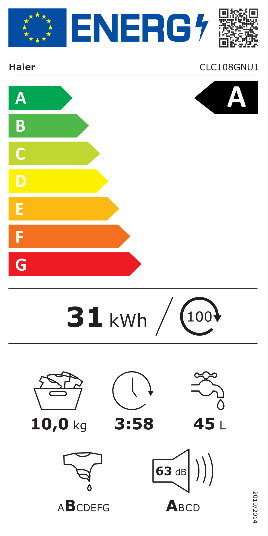 ENERG
Haier CLC108GNU1
A A
B
C
D
E
F
G
31 kWh / 100
10,0 kg 3:58 45 L
63 dB
ABCDEFG ABCD
2019/2014